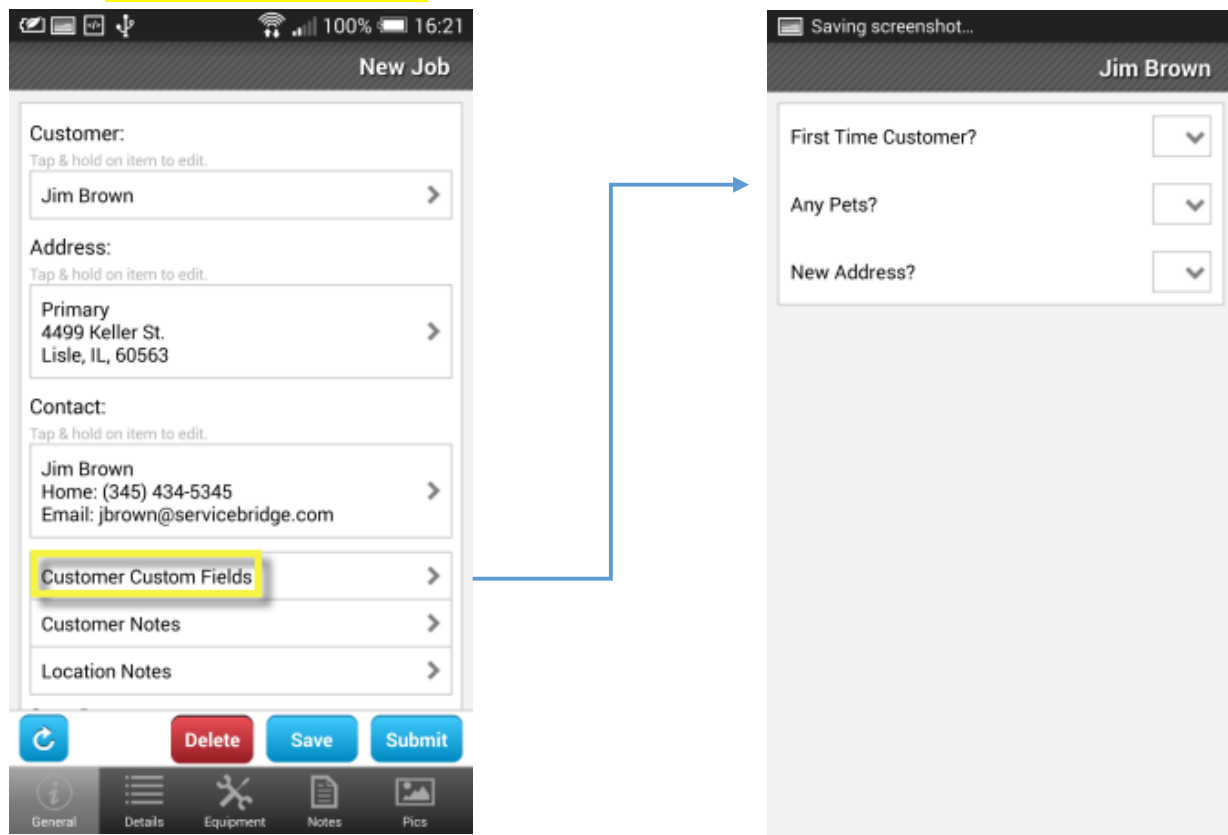 100% 16:21
New Job
Customer:
Tap & hold on item to edit.
Jim Brown
Address:
Tap & hold on item to edit.
Primary
4499 Keller St.
Lisle, IL, 60563
Contact:
Tap & hold on item to edit.
Jim Brown
Home: (345) 434-5345
Email: jbrown@servicebridge.com
Customer Custom Fields
Customer Notes
Location Notes
Delete Save Submit
General Details Equipment Notes Pics
Saving screenshot...
Jim Brown
First Time Customer?
Any Pets?
New Address?